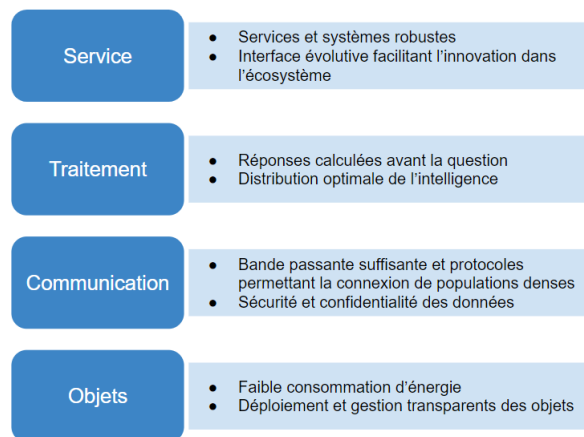 Service
● Services et systèmes robustes
● Interface évolutive facilitant l'innovation dans
l'écosystème
Traitement
● Réponses calculées avant la question
● Distribution optimale de l'intelligence
Communication
● Bande passante suffisante et protocoles
permettant la connexion de populations denses
● Sécurité et confidentialité des données
Objets
● Faible consommation d'énergie
● Déploiement et gestion transparents des objets